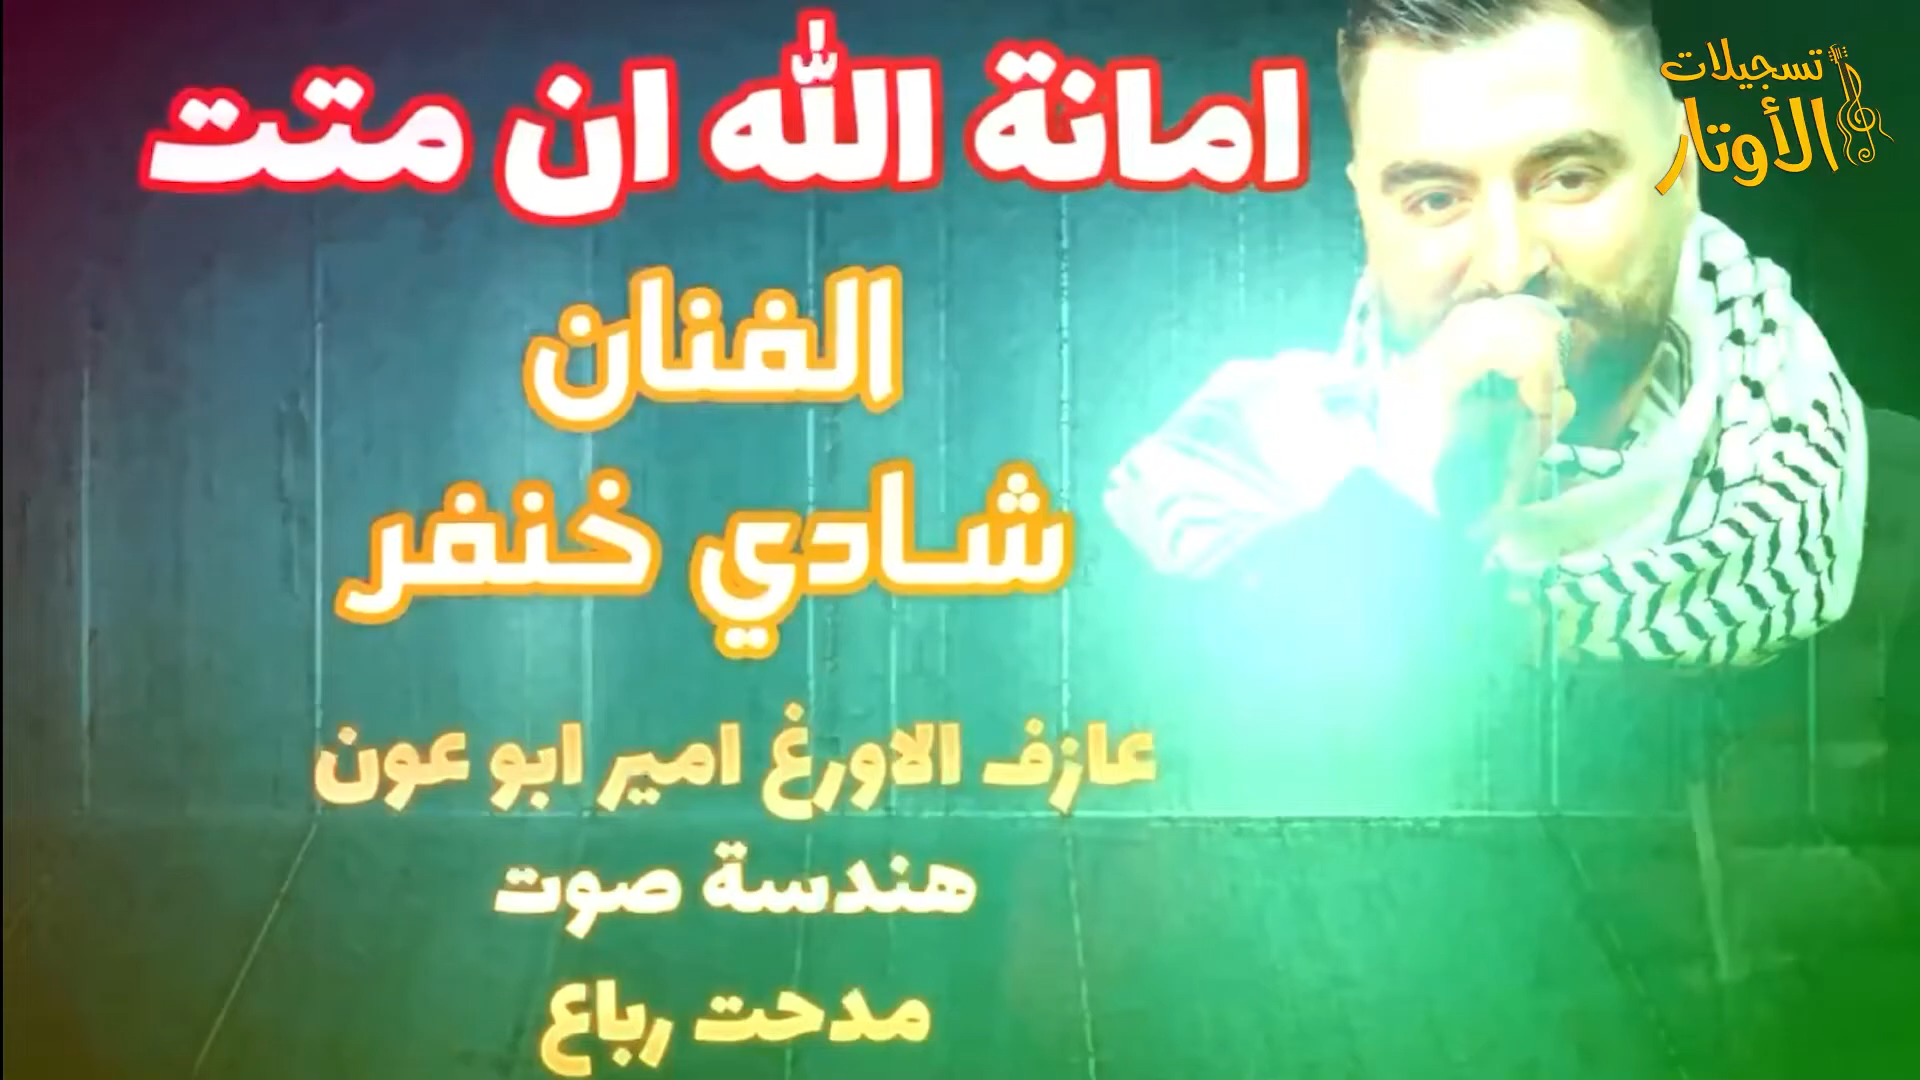 امانة الله ان متت
الفنان
شادي خنفر
عازف الاورغ امير ابو عون
هندسة صوت
مدحت رباع
تسجيلات
الأوتار